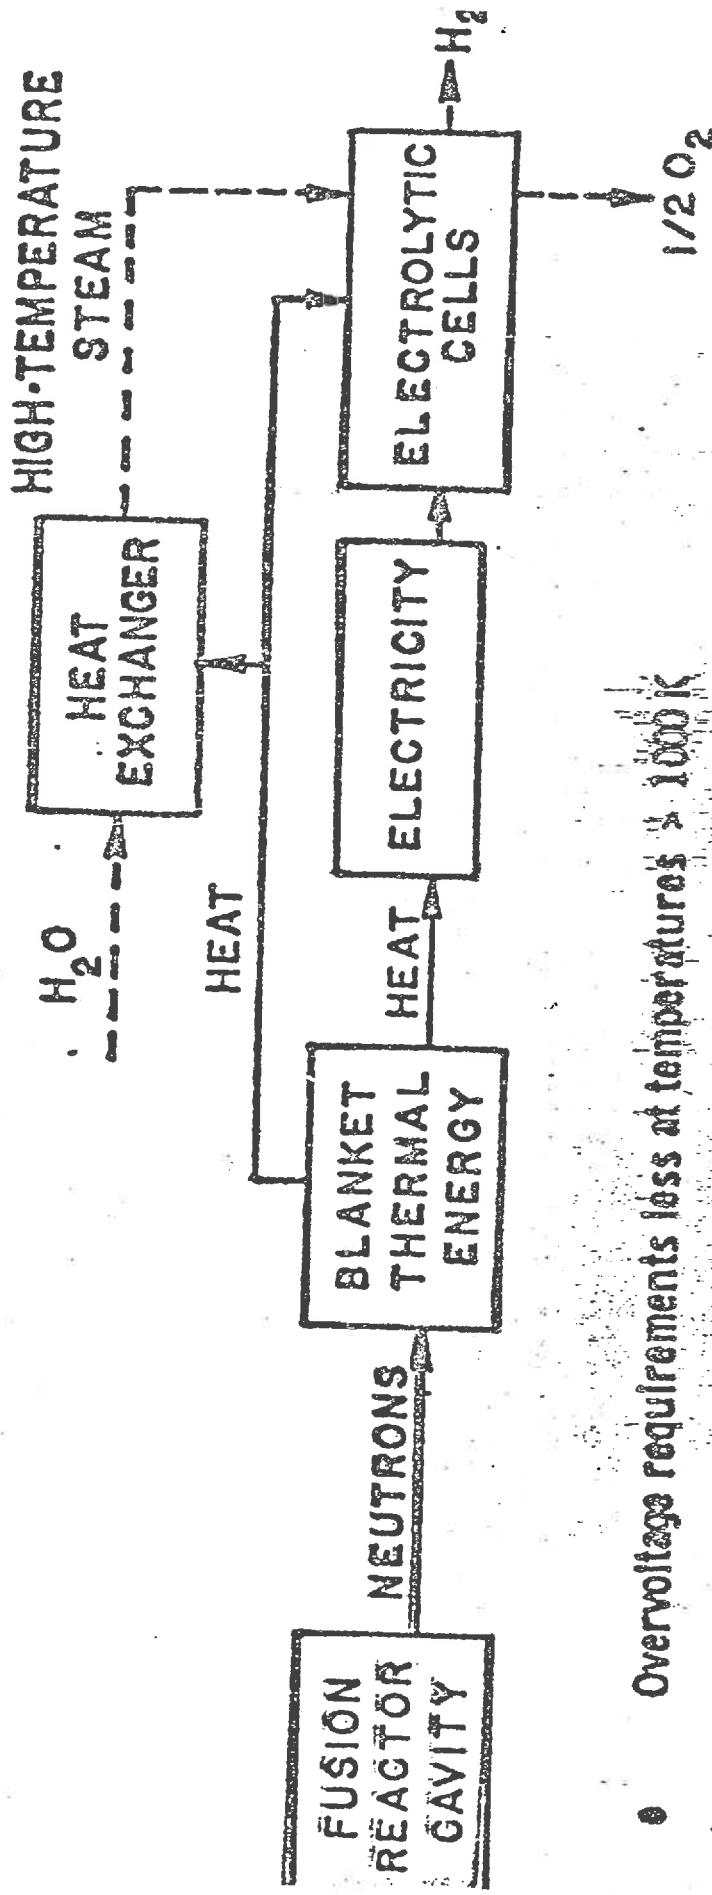 FUSION
REACTOR
CAVITY
NEUTRONS
BLANKET
THERMAL
ENERGY
HEAT
HEAT
H₂O
HEAT
EXCHANGER
HIGH-TEMPERATURE
STEAM
ELECTRICITY
ELECTROLYTIC
CELLS
H₂
1/2 O₂
• Overvoltage requirements less at temperatures > 1000 K